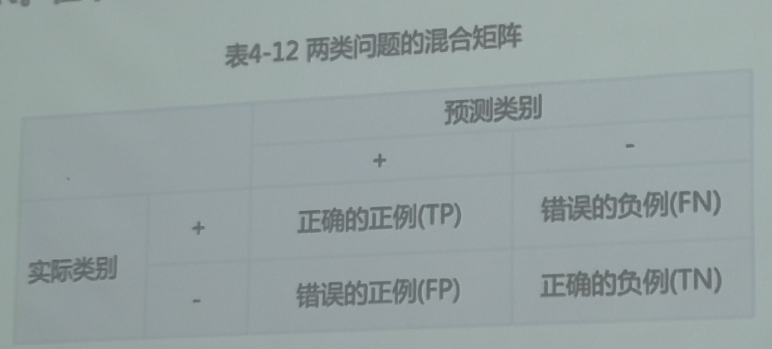 表4-12 两类问题的混合矩阵
预测类别
+ -
+ 正确的正例(TP) 错误的负例(FN)
实际类别
- 错误的正例(FP) 正确的负例(TN)